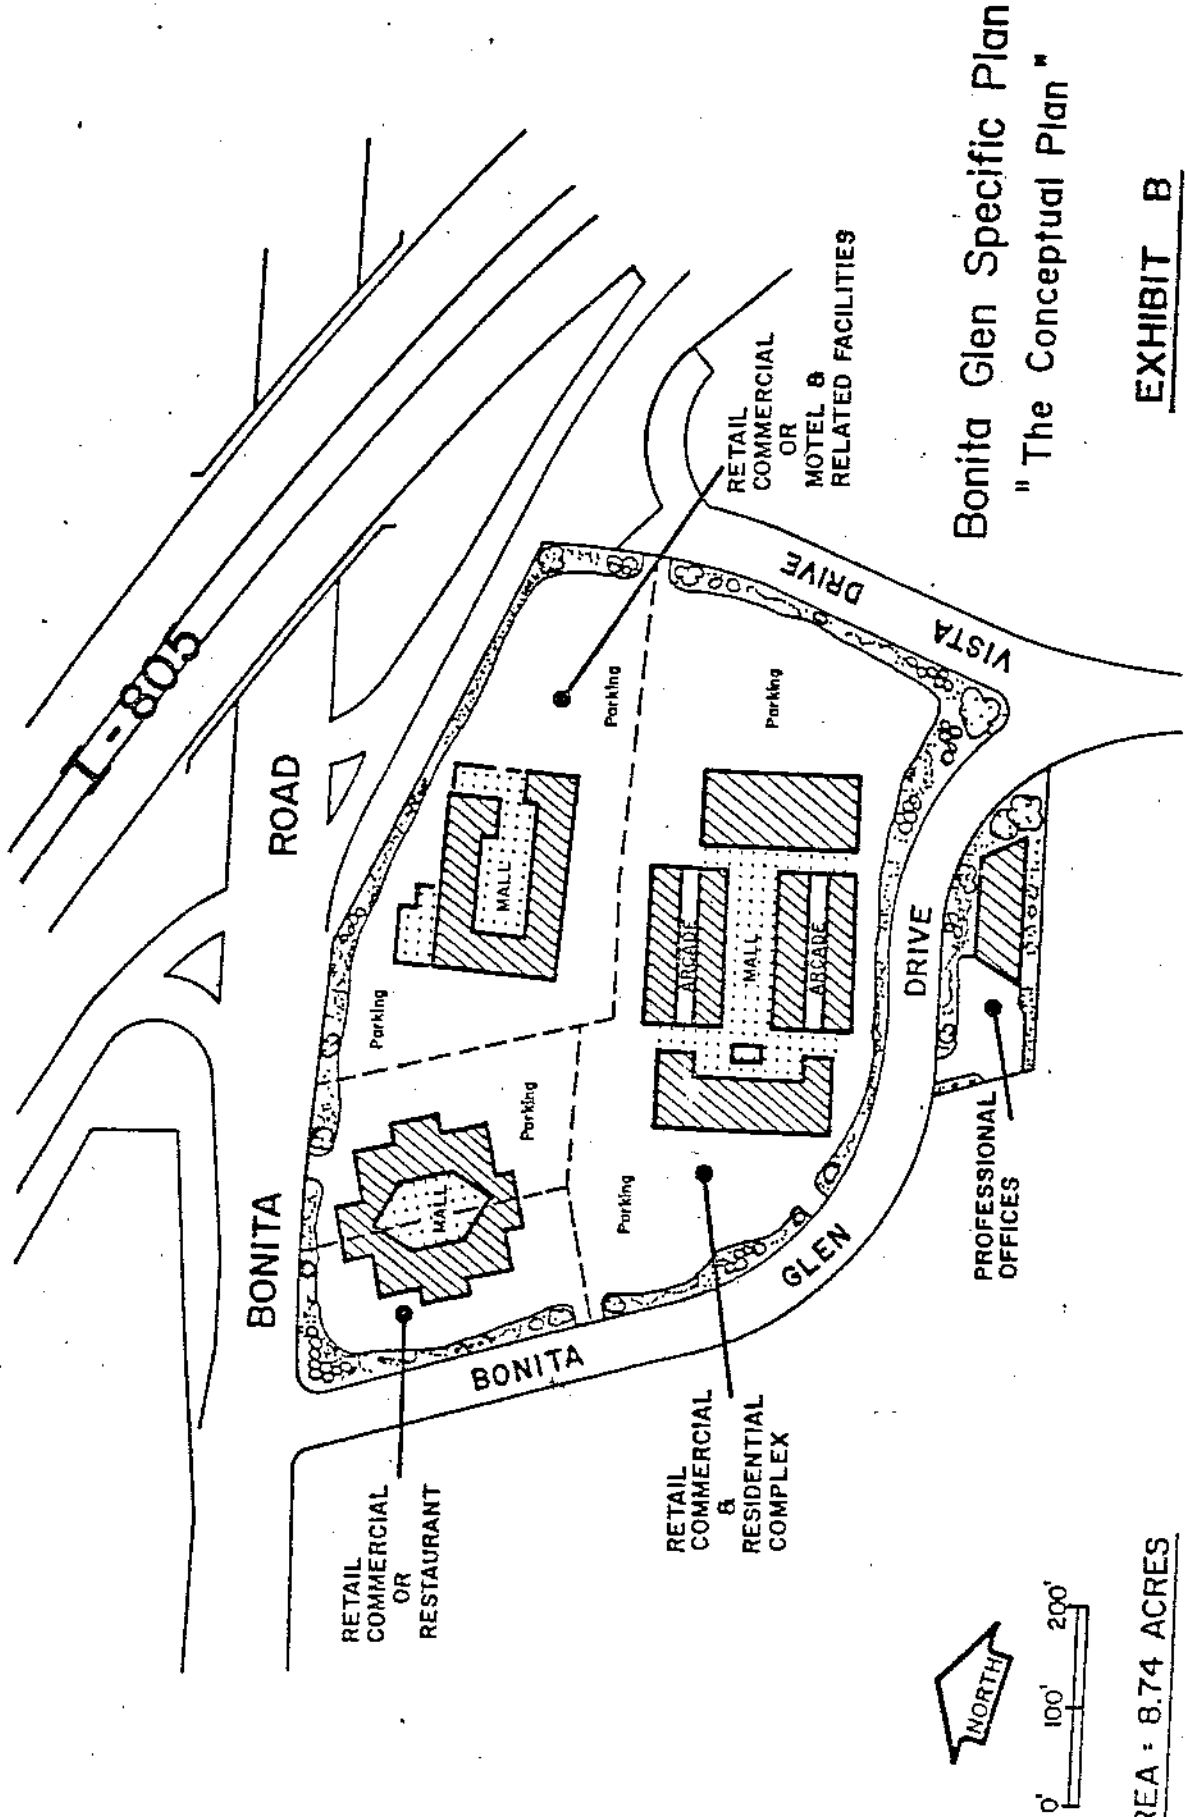 I-805
BONITA ROAD
RETAIL
COMMERCIAL
OR
RESTAURANT
MALL
Parking
Parking
MALL
Parking
RETAIL
COMMERCIAL
OR
MOTEL &
RELATED FACILITIES
Parking
ARCADE
MALL
ARCADE
Parking
RETAIL
COMMERCIAL
&
RESIDENTIAL
COMPLEX
BONITA GLEN DRIVE
VISTA DRIVE
PROFESSIONAL
OFFICES
Bonita Glen Specific Plan
"The Conceptual Plan"
EXHIBIT B
NORTH
0' 100' 200'
REA = 8.74 ACRES